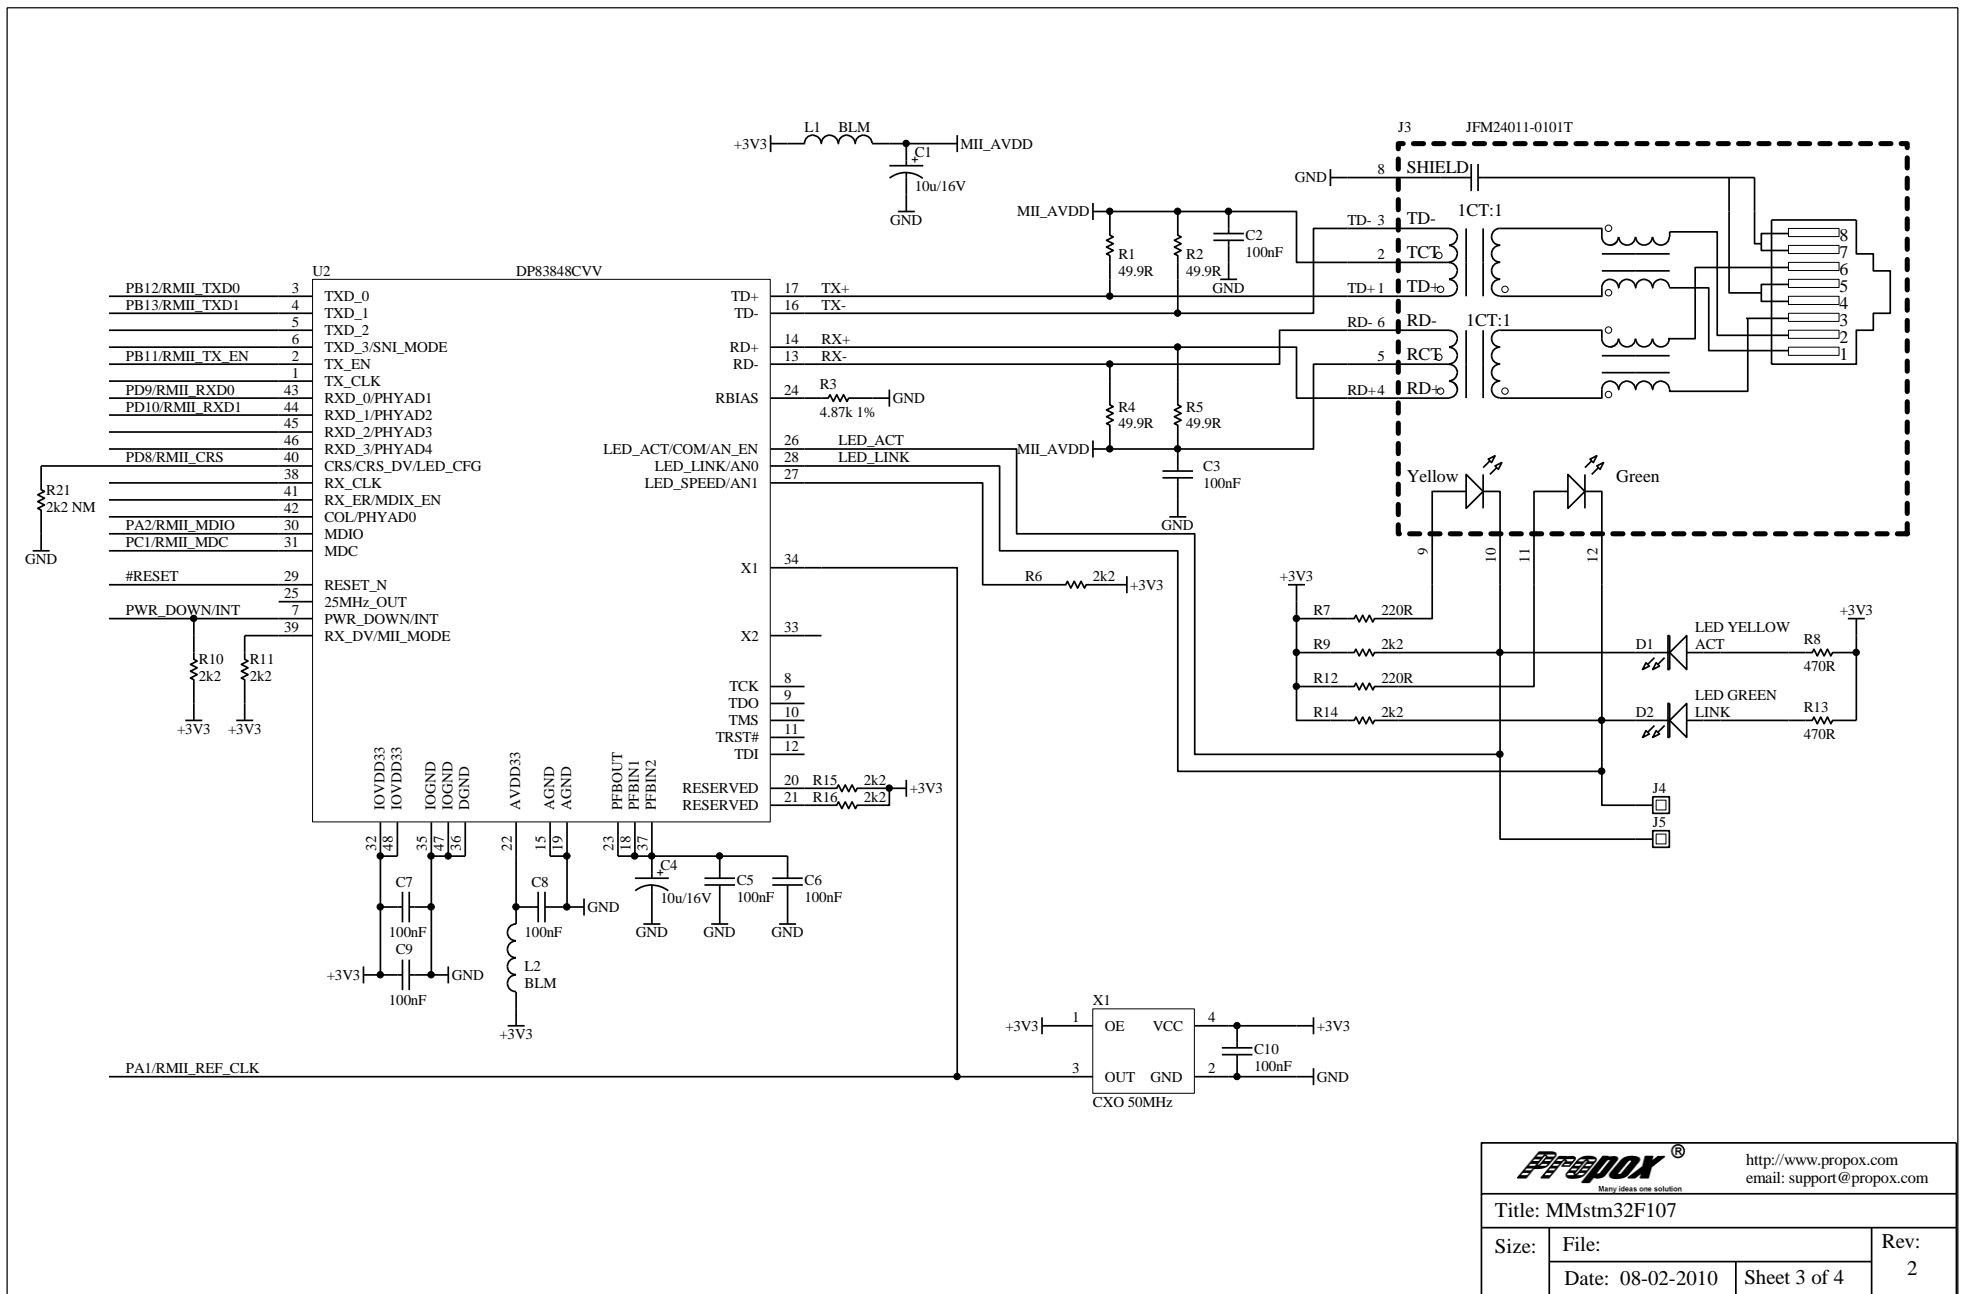 L1 BLM
+3V3
MII_AVDD
C1
+
10u/16V
GND
J3 JFM24011-0101T
GND
8 SHIELD
MII_AVDD
TD- 3 TD-
1CT:1
2 TCT
TD+ 1 TD+
R1
49.9R
R2
49.9R
C2
100nF
GND
RD- 6 RD-
1CT:1
5 RCT
RD+ 4 RD+
8
7
6
5
4
3
2
1
U2 DP83848CVV
PB12/RMII_TXD0 3 TXD_0
PB13/RMII_TXD1 4 TXD_1
5 TXD_2
6 TXD_3/SNI_MODE
PB11/RMII_TX_EN 2 TX_EN
1 TX_CLK
PD9/RMII_RXD0 43 RXD_0/PHYAD1
PD10/RMII_RXD1 44 RXD_1/PHYAD2
45 RXD_2/PHYAD3
46 RXD_3/PHYAD4
PD8/RMII_CRS 40 CRS/CRS_DV/LED_CFG
38 RX_CLK
41 RX_ER/MDIX_EN
42 COL/PHYAD0
PA2/RMII_MDIO 30 MDIO
PC1/RMII_MDC 31 MDC
#RESET 29 RESET_N
25 25MHz_OUT
PWR_DOWN/INT 7 PWR_DOWN/INT
39 RX_DV/MII_MODE
R21
2k2 NM
GND
R10
2k2
+3V3
R11
2k2
+3V3
TD+ 17 TX+
TD- 16 TX-
RD+ 14 RX+
RD- 13 RX-
RBIAS 24
R3
4.87k 1%
GND
LED_ACT/COM/AN_EN 26 LED_ACT
LED_LINK/AN0 28 LED_LINK
LED_SPEED/AN1 27
X1 34
X2 33
TCK 8
TDO 9
TMS 10
TRST# 11
TDI 12
RESERVED 20 R15 2k2
RESERVED 21 R16 2k2
+3V3
R4
49.9R
R5
49.9R
MII_AVDD
C3
100nF
GND
R6 2k2
+3V3
Yellow
Green
9
10
11
12
+3V3
R7 220R
R9 2k2
R12 220R
R14 2k2
D1
LED YELLOW
ACT
R8
470R
+3V3
D2
LED GREEN
LINK
R13
470R
J4
J5
IOVDD33
IOVDD33
IOGND
IOGND
DGND
AVDD33
AGND
AGND
PFBOUT
PFBIN1
PFBIN2
32
48
35
47
36
22
15
19
23
18
37
C7
100nF
C9
100nF
+3V3
GND
C8
100nF
GND
L2
BLM
+3V3
C4
+
10u/16V
GND
C5
100nF
GND
C6
100nF
GND
PA1/RMII_REF_CLK
X1
+3V3
1 OE VCC 4
+3V3
C10
100nF
3 OUT GND 2
GND
CXO 50MHz
Propox ®
Many ideas one solution
http://www.propox.com
email: support@propox.com
Title: MMstm32F107
Size:
File:
Rev:
2
Date: 08-02-2010
Sheet 3 of 4